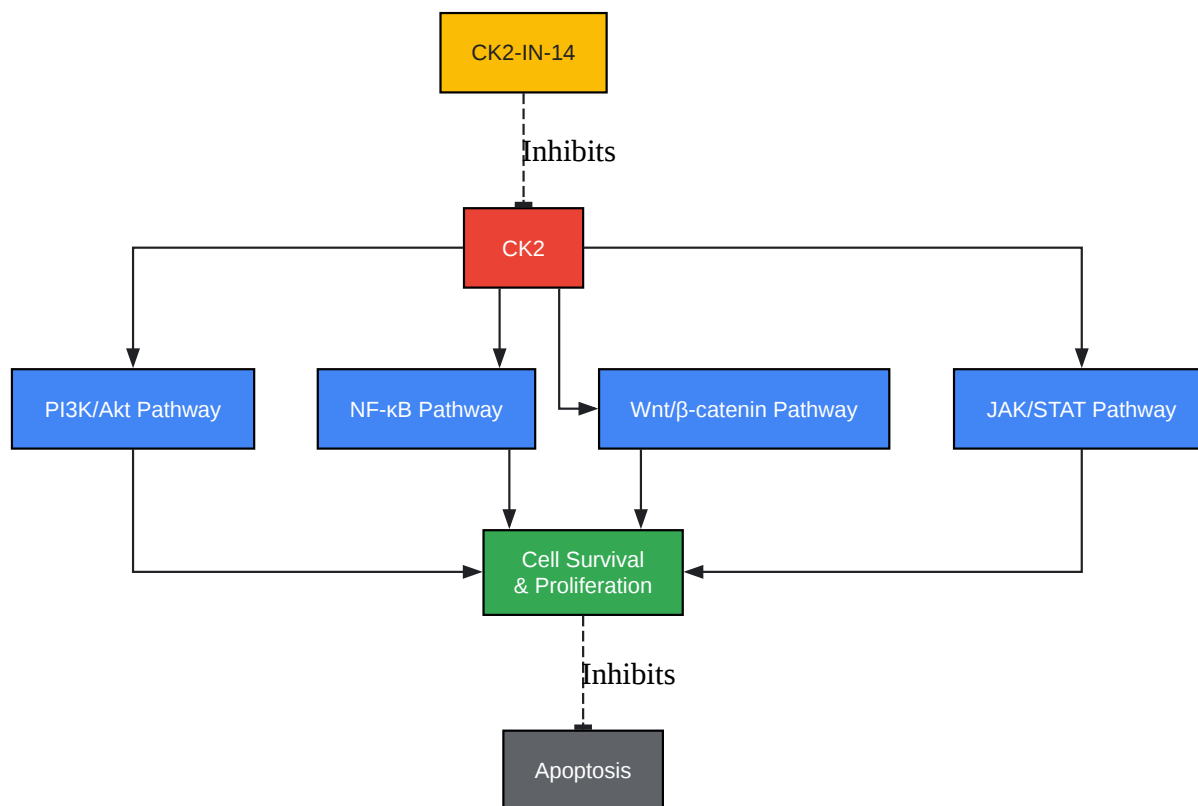 CK2-IN-14
Inhibits
CK2
PI3K/Akt Pathway
NF-κB Pathway
Wnt/β-catenin Pathway
JAK/STAT Pathway
Cell Survival
& Proliferation
Inhibits
Apoptosis